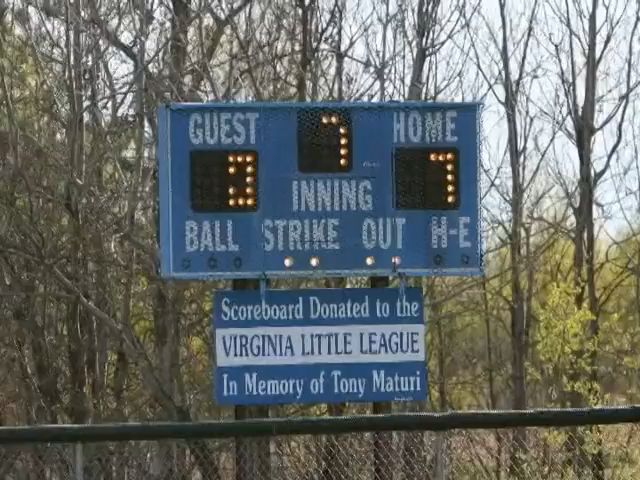 GUEST 7 HOME
3 7
INNING
BALL STRIKE OUT H-E
Scoreboard Donated to the
VIRGINIA LITTLE LEAGUE
In Memory of Tony Maturi